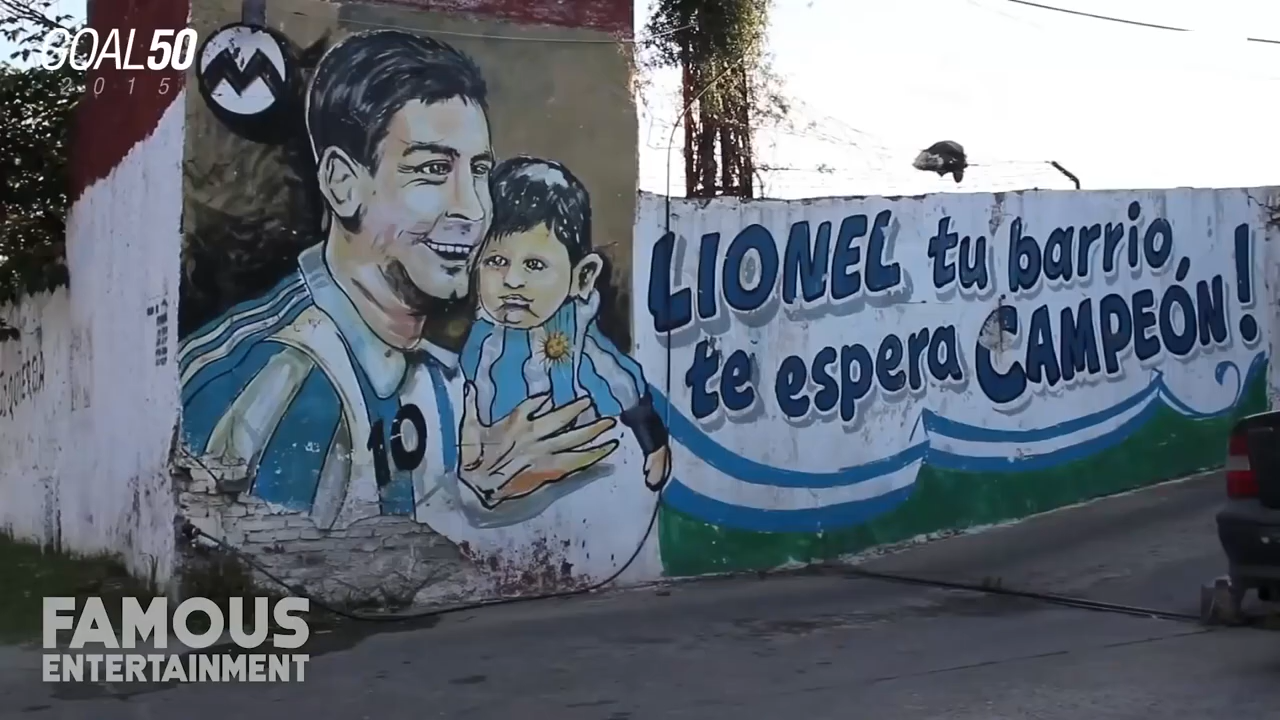 GOAL50
2015
LIONEL tu barrio,
te espera CAMPEÓN!
10
FAMOUS
ENTERTAINMENT